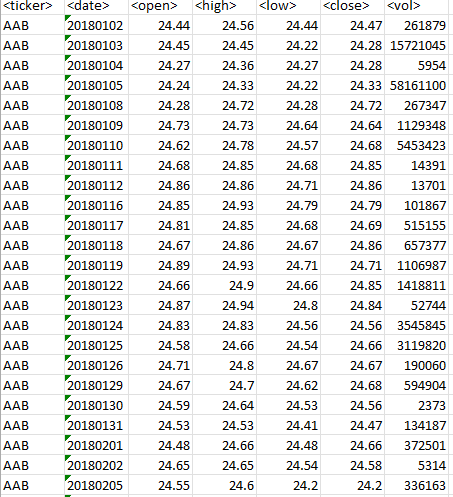 <ticker> <date> <open> <high> <low> <close> <vol>
AAB 20180102 24.44 24.56 24.44 24.47 261879
AAB 20180103 24.45 24.45 24.22 24.28 15721045
AAB 20180104 24.27 24.36 24.27 24.28 5954
AAB 20180105 24.24 24.33 24.22 24.33 58161100
AAB 20180108 24.28 24.72 24.28 24.72 267347
AAB 20180109 24.73 24.73 24.64 24.64 1129348
AAB 20180110 24.62 24.78 24.57 24.68 5453423
AAB 20180111 24.68 24.85 24.68 24.85 14391
AAB 20180112 24.86 24.86 24.71 24.86 13701
AAB 20180116 24.85 24.93 24.79 24.79 101867
AAB 20180117 24.81 24.85 24.68 24.69 515155
AAB 20180118 24.67 24.86 24.67 24.86 657377
AAB 20180119 24.89 24.93 24.71 24.71 1106987
AAB 20180122 24.66 24.9 24.66 24.85 1418811
AAB 20180123 24.87 24.94 24.8 24.84 52744
AAB 20180124 24.83 24.83 24.56 24.56 3545845
AAB 20180125 24.58 24.66 24.54 24.66 3119820
AAB 20180126 24.71 24.8 24.67 24.67 190060
AAB 20180129 24.67 24.7 24.62 24.68 594904
AAB 20180130 24.59 24.64 24.53 24.56 2373
AAB 20180131 24.53 24.53 24.41 24.47 134187
AAB 20180201 24.48 24.66 24.48 24.66 372501
AAB 20180202 24.65 24.65 24.54 24.58 5314
AAB 20180205 24.55 24.6 24.2 24.2 336163